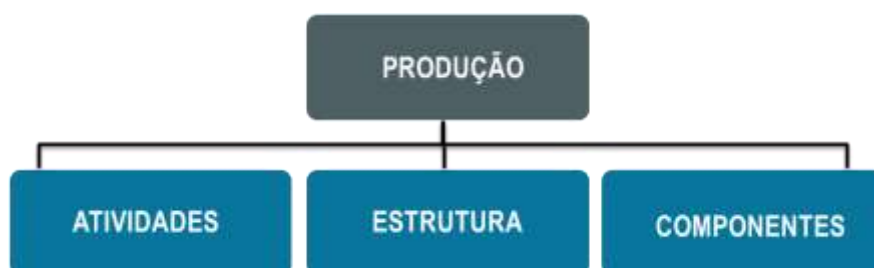 PRODUÇÃO
ATIVIDADES
ESTRUTURA
COMPONENTES